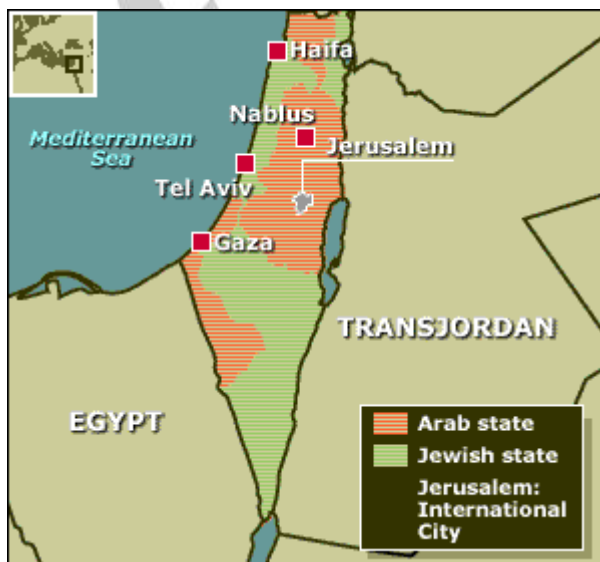 Haifa
Nablus
Mediterranean
Sea
Jerusalem
Tel Aviv
Gaza
TRANSJORDAN
EGYPT
Arab state
Jewish state
Jerusalem:
International
City